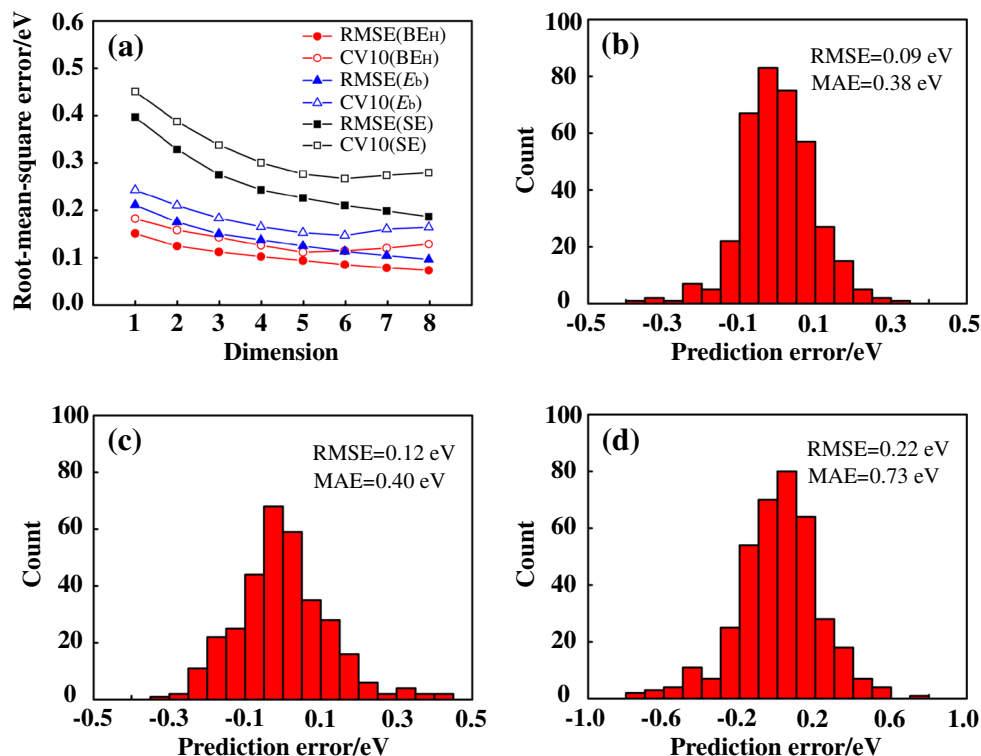 (a)
RMSE(BEH)
CV10(BEH)
RMSE(Eb)
CV10(Eb)
RMSE(SE)
CV10(SE)
Root-mean-square error/eV
0.6
0.5
0.4
0.3
0.2
0.1
0.0
1 2 3 4 5 6 7 8
Dimension
(b)
RMSE=0.09 eV
MAE=0.38 eV
Count
100
80
60
40
20
0
-0.5 -0.3 -0.1 0.1 0.3 0.5
Prediction error/eV
(c)
RMSE=0.12 eV
MAE=0.40 eV
Count
100
80
60
40
20
0
-0.5 -0.3 -0.1 0.1 0.3 0.5
Prediction error/eV
(d)
RMSE=0.22 eV
MAE=0.73 eV
Count
100
80
60
40
20
0
-1.0 -0.6 -0.2 0.2 0.6 1.0
Prediction error/eV